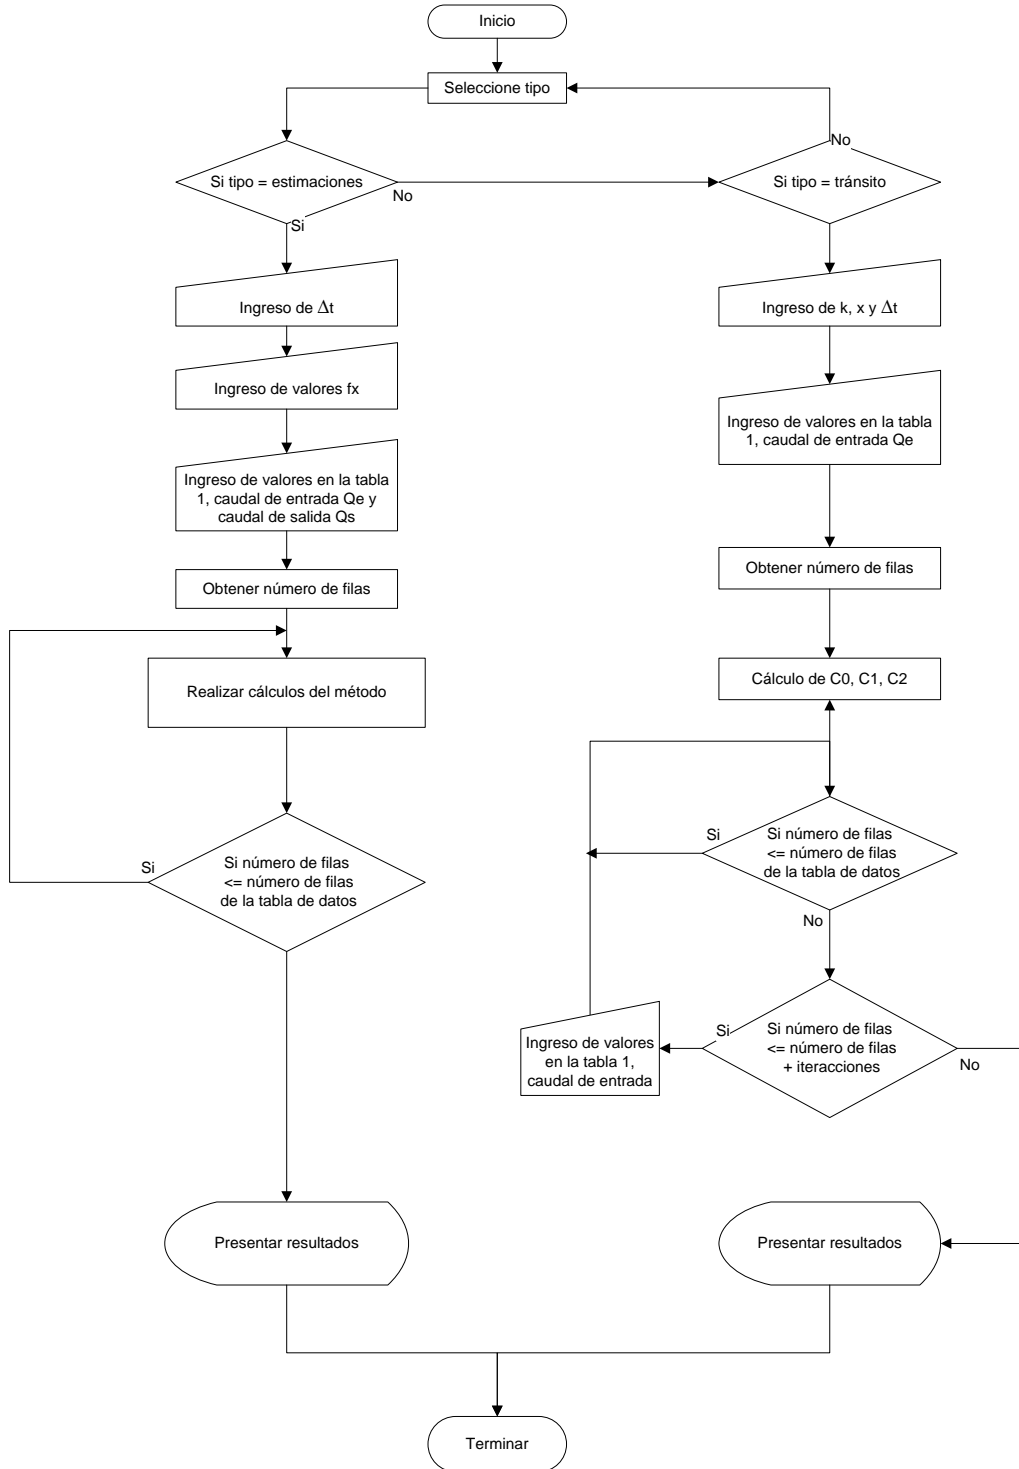 Inicio
Seleccione tipo
Si tipo = estimaciones
No
Si
Si tipo = tránsito
No
Ingreso de Δt
Ingreso de valores fx
Ingreso de valores en la tabla
1, caudal de entrada Qe y
caudal de salida Qs
Obtener número de filas
Realizar cálculos del método
Si
Si número de filas
<= número de filas
de la tabla de datos
Presentar resultados
Ingreso de k, x y Δt
Ingreso de valores en la tabla
1, caudal de entrada Qe
Obtener número de filas
Cálculo de C0, C1, C2
Si
Si número de filas
<= número de filas
de la tabla de datos
No
Si
Si número de filas
<= número de filas
+ iteracciones
No
Ingreso de valores
en la tabla 1,
caudal de entrada
Presentar resultados
Terminar